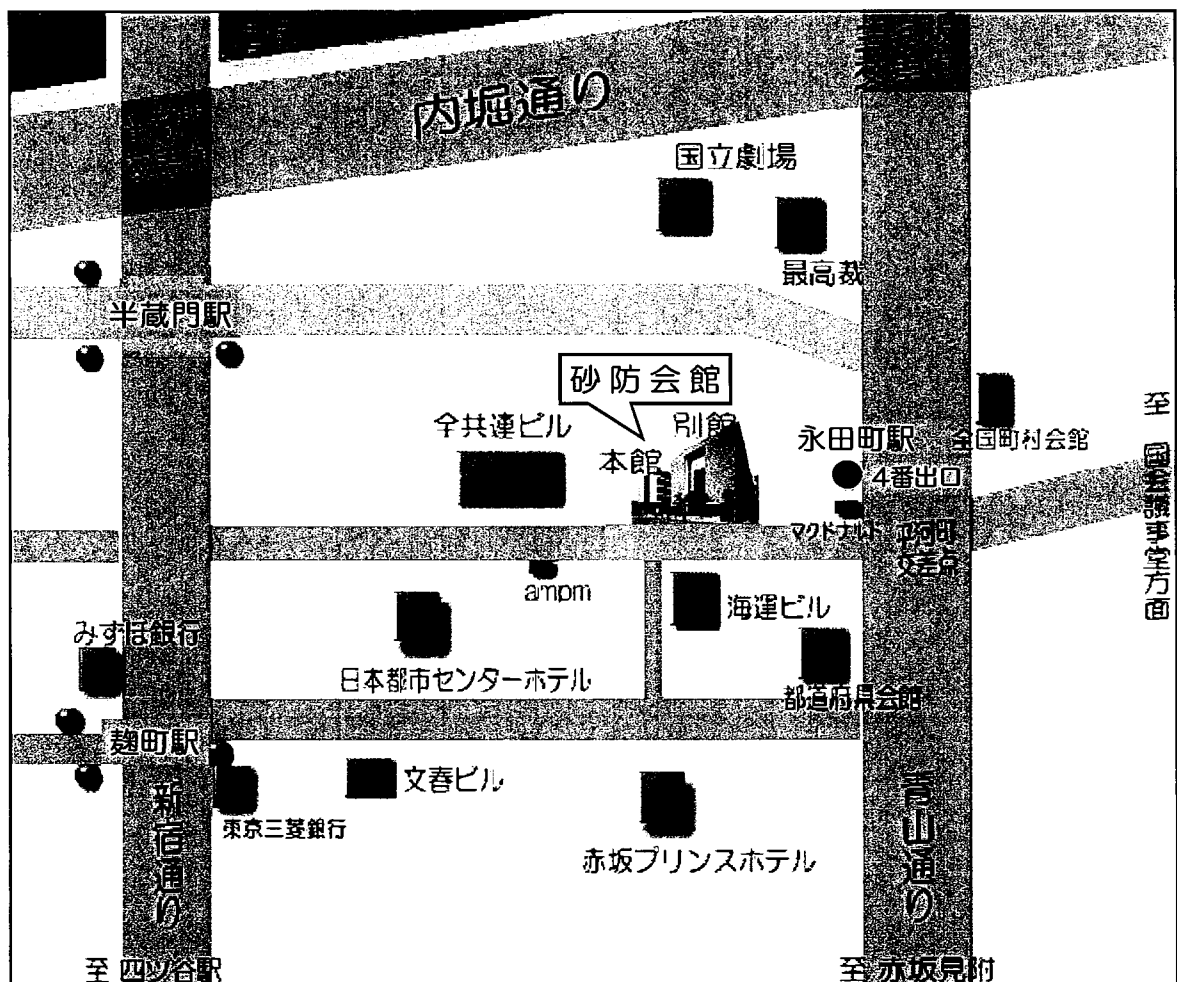 内堀通り
国立劇場
最高裁
半蔵門駅
砂防会館
全共連ビル
別館
本館
永田町駅
4番出口
全国町村会館
至 國会議事堂方面
マクドナルド
平河町
交差点
ampm
海運ビル
みずほ銀行
日本都市センターホテル
都道府県会館
麹町駅
文春ビル
東京三菱銀行
赤坂プリンスホテル
新宿通り
青山通り
至 四ツ谷駅
至 赤坂見附